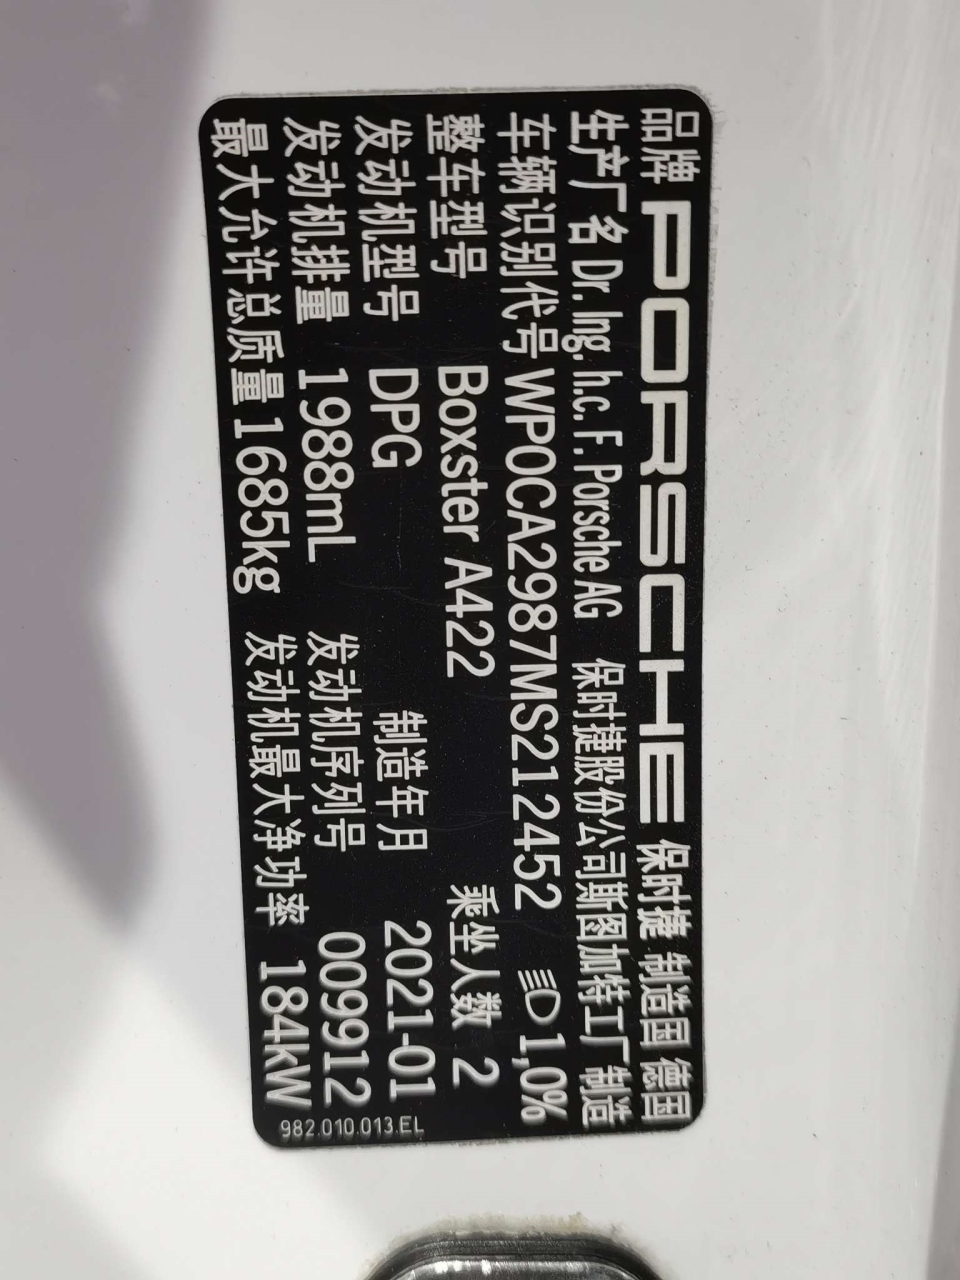 品牌 PORSCHE 保时捷 制造国 德国
生产厂名 Dr. Ing. h.c. F. Porsche AG 保时捷股份公司斯图加特工厂制造
车辆识别代号 WP0CA2987MS212452 1,0%
整车型号 Boxster A422 乘坐人数 2
发动机型号 DPG 制造年月 2021-01
发动机排量 1988mL 发动机序列号 009912
最大允许总质量 1685kg 发动机最大净功率 184kW
982.010.013.EL